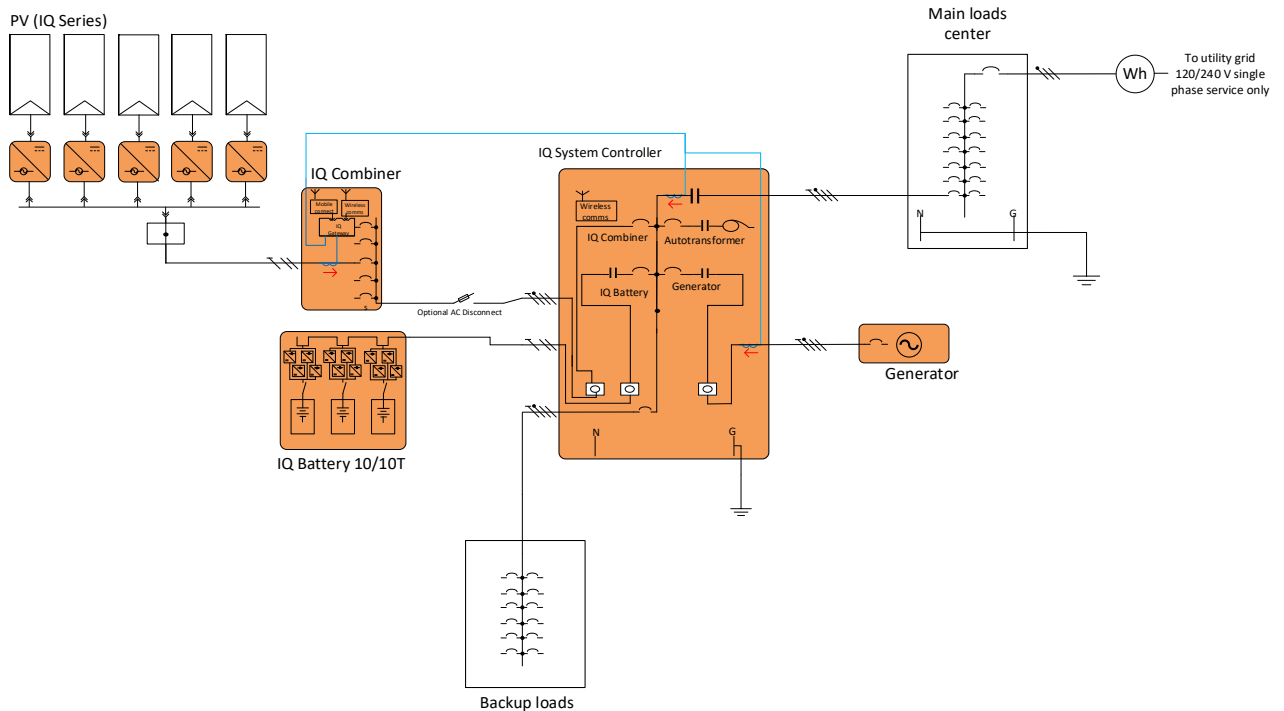 PV (IQ Series)
Main loads
center
Wh
To utility grid
120/240 V single
phase service only
IQ Combiner
Mobile
connect
Wireless
comms
IQ
Gateway
S
IQ System Controller
Wireless
comms
IQ Combiner
Autotransformer
IQ Battery
Generator
N
G
N
G
Optional AC Disconnect
Generator
IQ Battery 10/10T
Backup loads